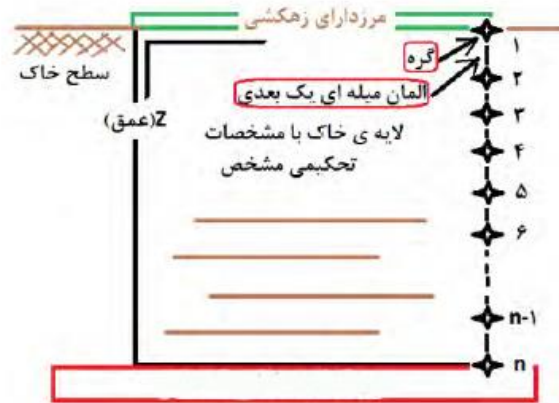 مرزدارای زهکشی
سطح خاک
Z(عمق)
گره
المان میله ای یک بعدی
لایه ی خاک با مشخصات
تحکیمی مشخص
۱
۲
۳
۴
۵
۶
n-۱
n